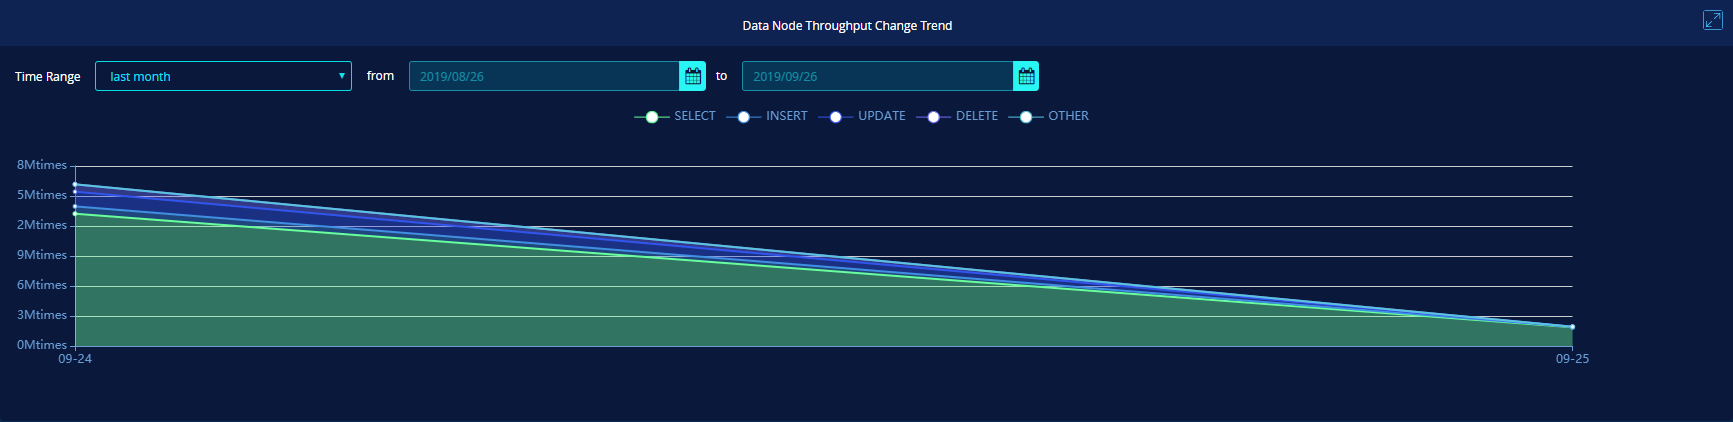 Data Node Throughput Change Trend
Time Range last month from 2019/08/26 to 2019/09/26
SELECT INSERT UPDATE DELETE OTHER
8Mtimes
5Mtimes
2Mtimes
9Mtimes
6Mtimes
3Mtimes
0Mtimes
09-24 09-25